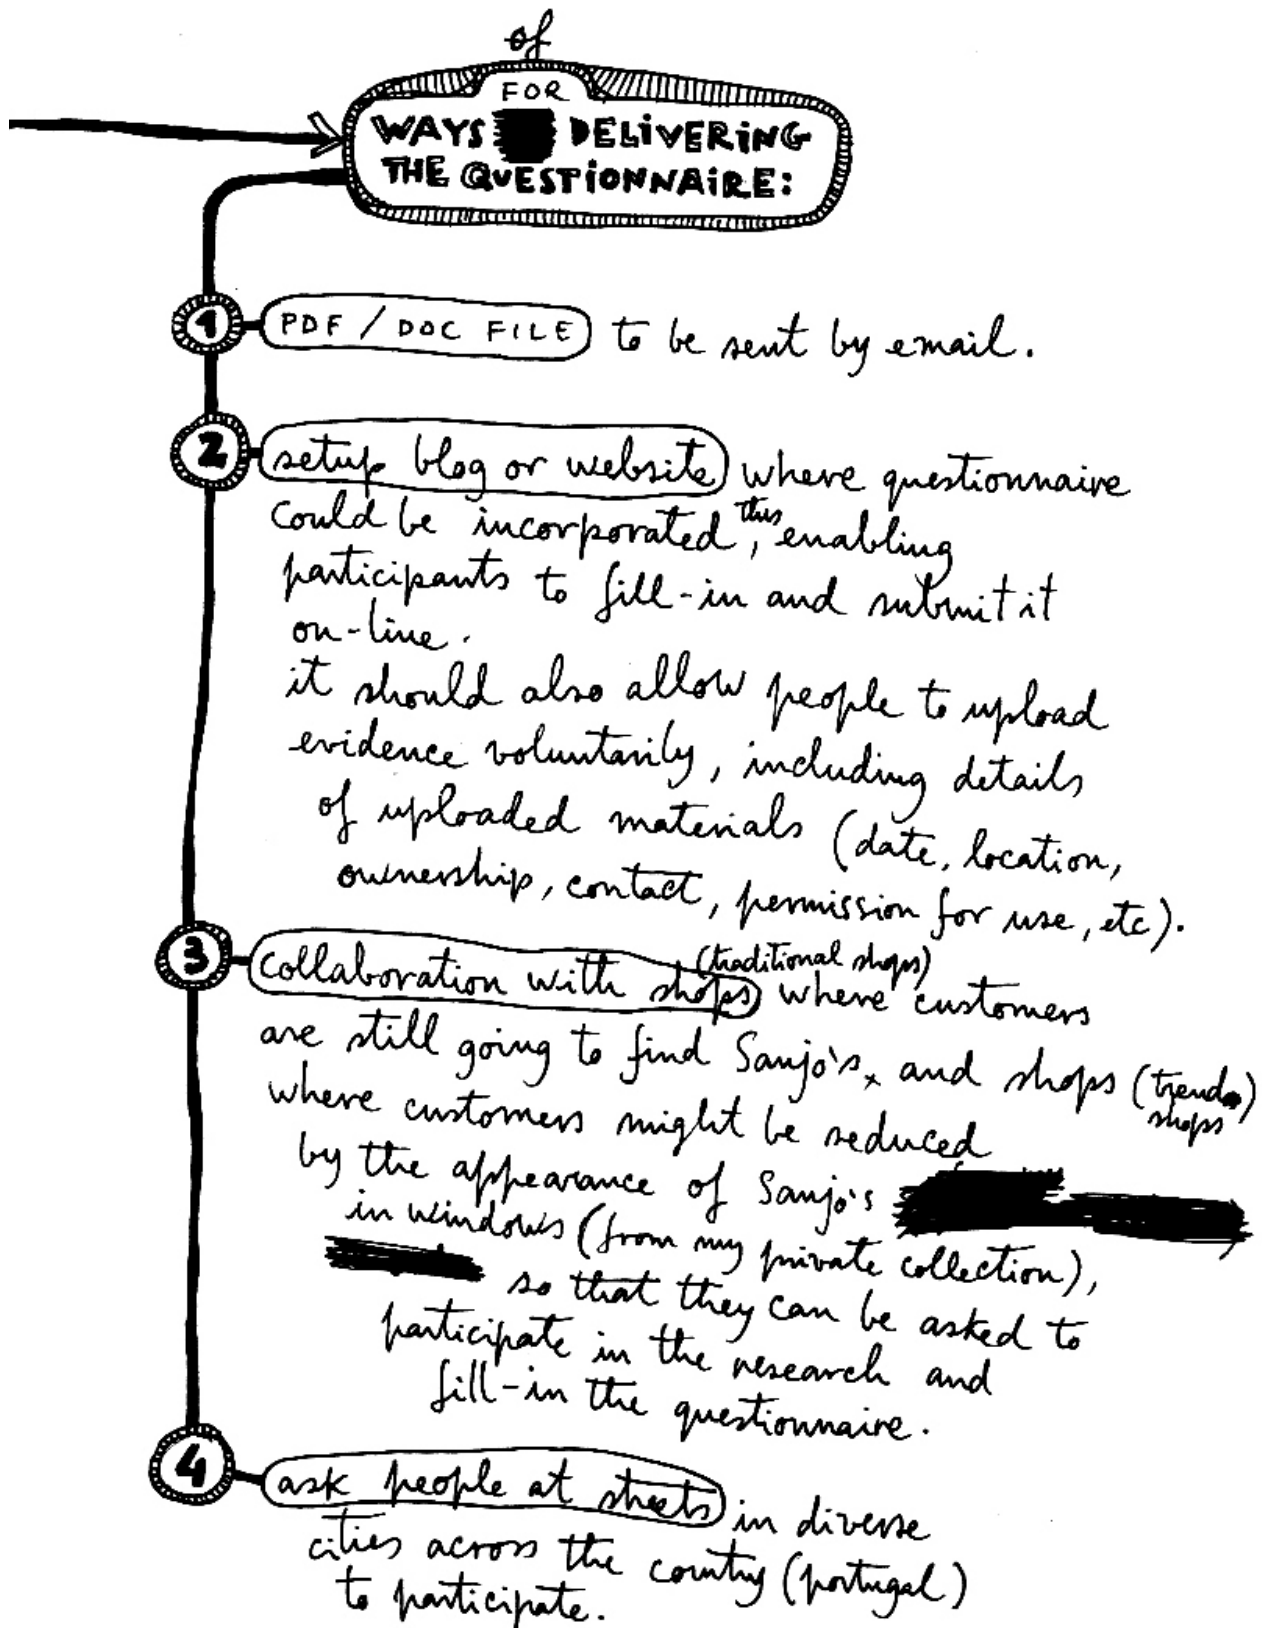 of
FOR
WAYS DELIVERING
THE QUESTIONNAIRE:
1 PDF / DOC FILE to be sent by email.
2 setup blog or website where questionnaire
could be incorporated, thus enabling
participants to fill-in and submit it
on-line.
it should also allow people to upload
evidence voluntarily, including details
of uploaded materials (date, location,
ownership, contact, permission for use, etc).
(traditional shops)
3 collaboration with shops where customers
are still going to find Sanjo's, and shops (trend
shops)
where customers might be seduced
by the appearance of Sanjo's
in windows (from my private collection),
so that they can be asked to
participate in the research and
fill-in the questionnaire.
4 ask people at streets in diverse
cities across the country (portugal)
to participate.